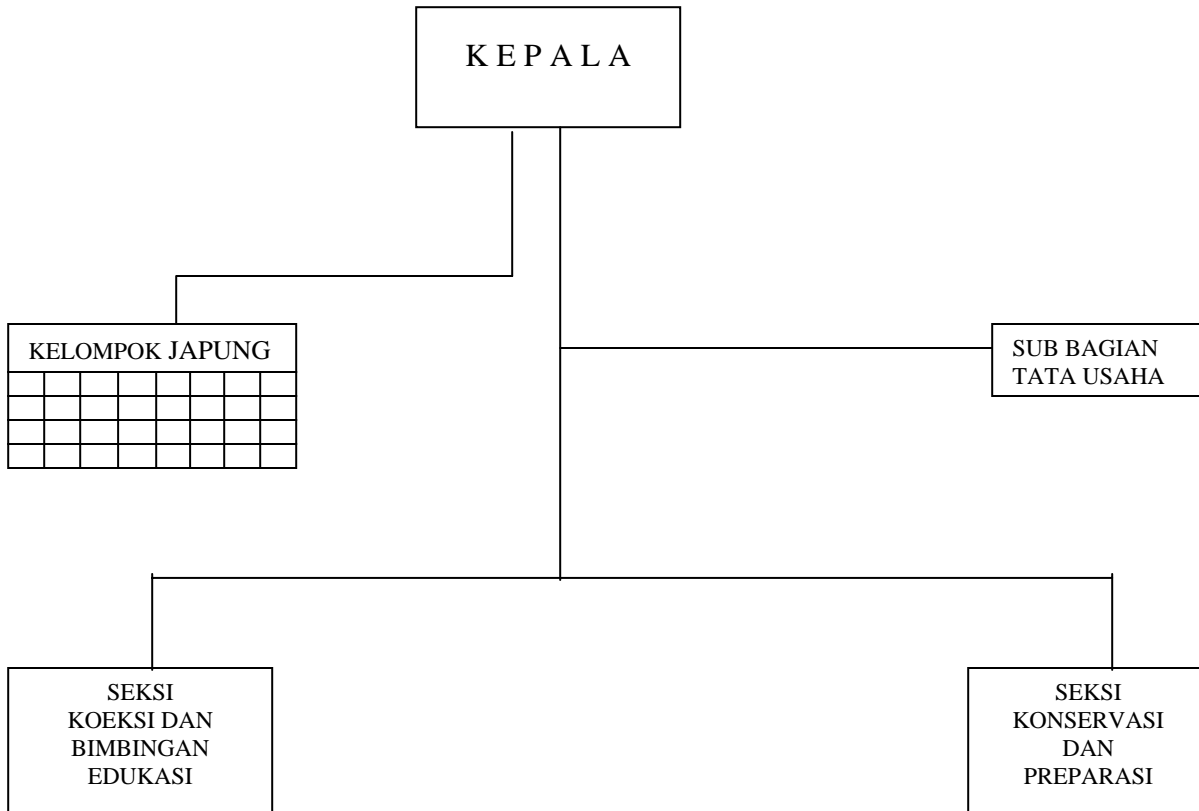 K E P A L A
KELOMPOK JAPUNG
SUB BAGIAN
TATA USAHA
SEKSI
KOEKSI DAN
BIMBINGAN
EDUKASI
SEKSI
KONSERVASI
DAN
PREPARASI